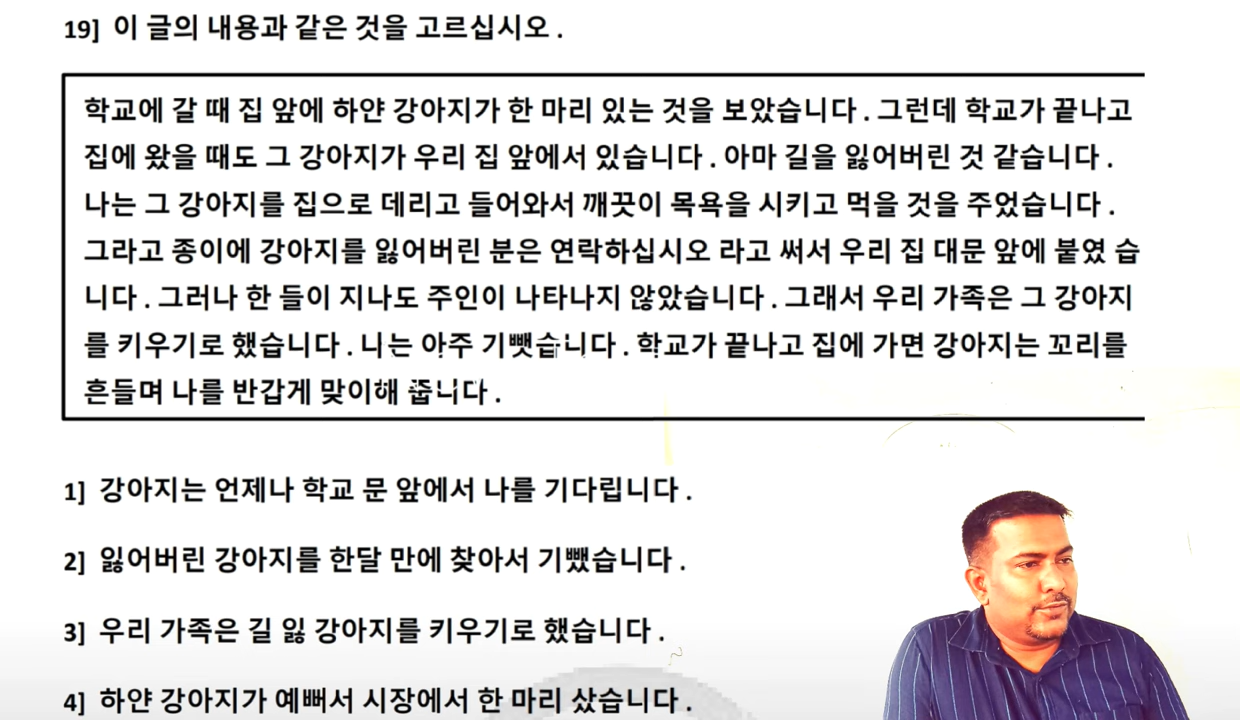 19] 이 글의 내용과 같은 것을 고르십시오 .
학교에 갈 때 집 앞에 하얀 강아지가 한 마리 있는 것을 보았습니다 . 그런데 학교가 끝나고
집에 왔을 때도 그 강아지가 우리 집 앞에서 있습니다 . 아마 길을 잃어버린 것 같습니다 .
나는 그 강아지를 집으로 데리고 들어와서 깨끗이 목욕을 시키고 먹을 것을 주었습니다 .
그라고 종이에 강아지를 잃어버린 분은 연락하십시오 라고 써서 우리 집 대문 앞에 붙였 습
니다 . 그러나 한 들이 지나도 주인이 나타나지 않았습니다 . 그래서 우리 가족은 그 강아지
를 키우기로 했습니다 . 니는 아주 기뻿습니다 . 학교가 끝나고 집에 가면 강아지는 꼬리를
흔들며 나를 반갑게 맞이해 줍니다 .
1] 강아지는 언제나 학교 문 앞에서 나를 기다립니다 .
2] 잃어버린 강아지를 한달 만에 찾아서 기뻤습니다 .
3] 우리 가족은 길 잃 강아지를 키우기로 했습니다 .
4] 하얀 강아지가 예뻐서 시장에서 한 마리 샀습니다 .